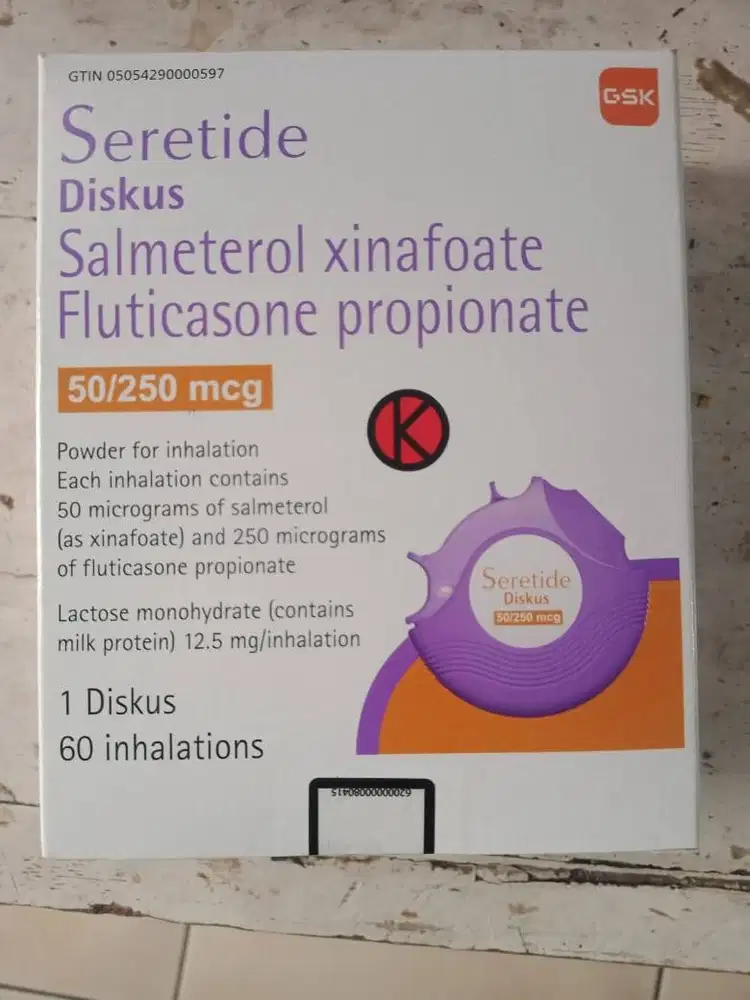 GTIN 05054290000597
GSK
Seretide
Diskus
Salmeterol xinafoate
Fluticasone propionate
50/250 mcg
K
Powder for inhalation
Each inhalation contains
50 micrograms of salmeterol
(as xinafoate) and 250 micrograms
of fluticasone propionate
Lactose monohydrate (contains
milk protein) 12.5 mg/inhalation
1 Diskus
60 inhalations
Seretide
Diskus
50/250 mcg